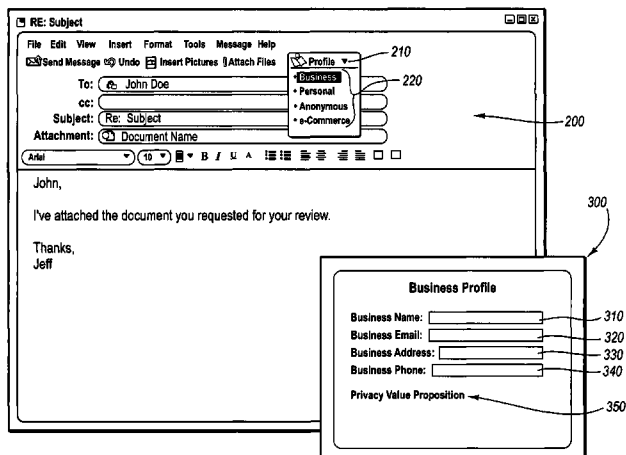 RE: Subject
File Edit View Insert Format Tools Message Help
Send Message Undo Insert Pictures Attach Files
Profile
210
• Business
• Personal
• Anonymous
• e-Commerce
220
200
To: John Doe
cc:
Subject: Re: Subject
Attachment: Document Name
Arial 10 B I U A
John,
I've attached the document you requested for your review.
Thanks,
Jeff
300
Business Profile
Business Name: 310
Business Email: 320
Business Address: 330
Business Phone: 340
Privacy Value Proposition 350